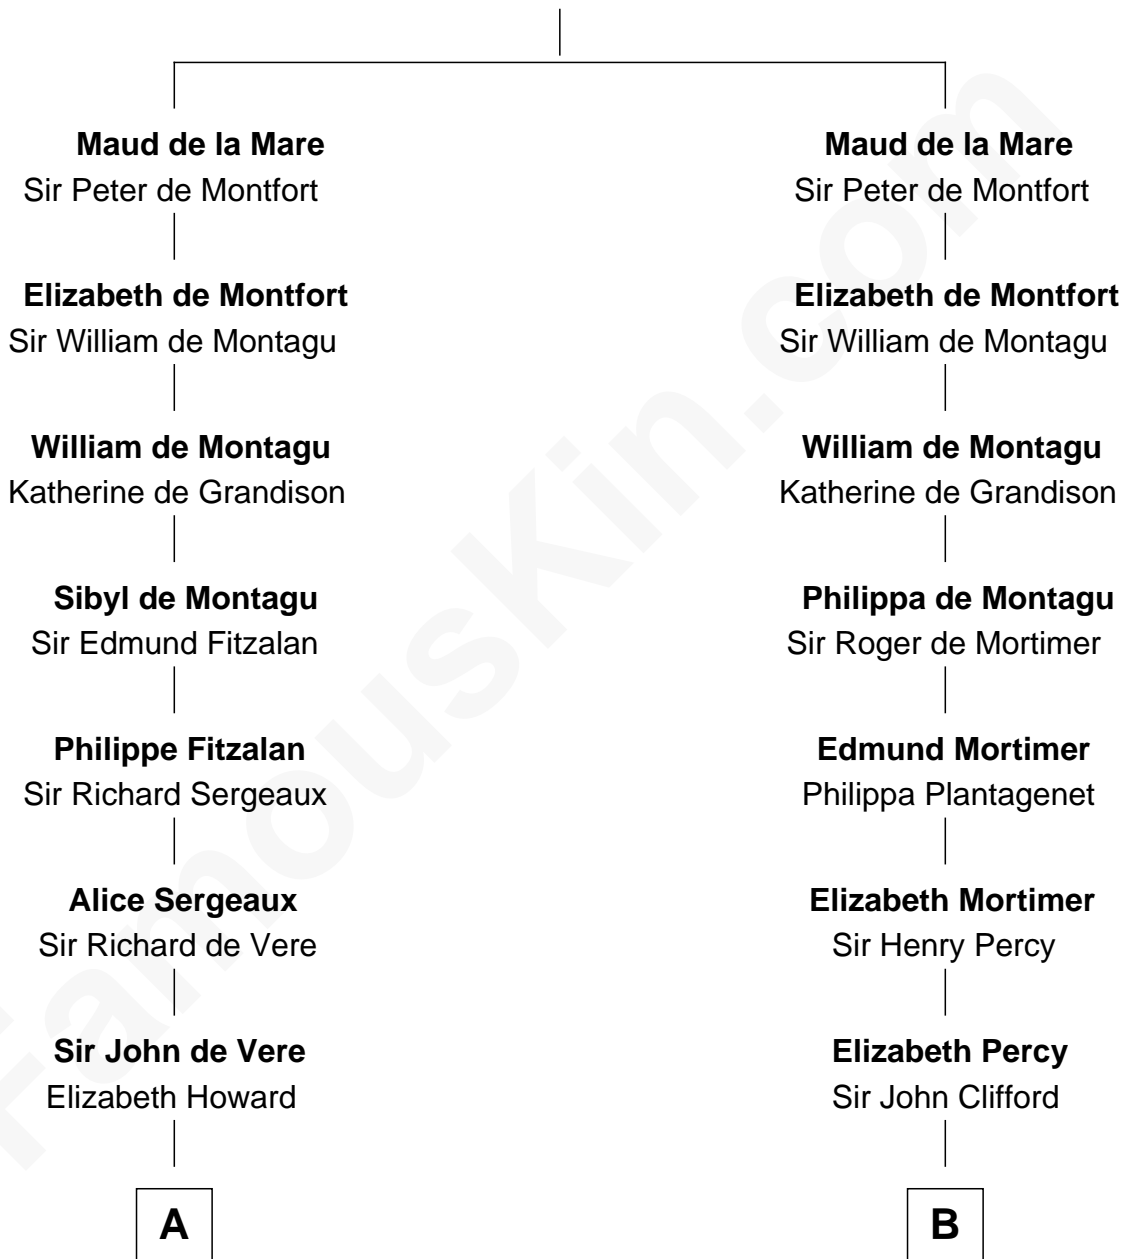 Maud de la Mare
Sir Peter de Montfort
Elizabeth de Montfort
Sir William de Montagu
William de Montagu
Katherine de Grandison
Sibyl de Montagu
Sir Edmund Fitzalan
Philippe Fitzalan
Sir Richard Sergeaux
Alice Sergeaux
Sir Richard de Vere
Sir John de Vere
Elizabeth Howard
A
Maud de la Mare
Sir Peter de Montfort
Elizabeth de Montfort
Sir William de Montagu
William de Montagu
Katherine de Grandison
Philippa de Montagu
Sir Roger de Mortimer
Edmund Mortimer
Philippa Plantagenet
Elizabeth Mortimer
Sir Henry Percy
Elizabeth Percy
Sir John Clifford
B
FamousKin.com